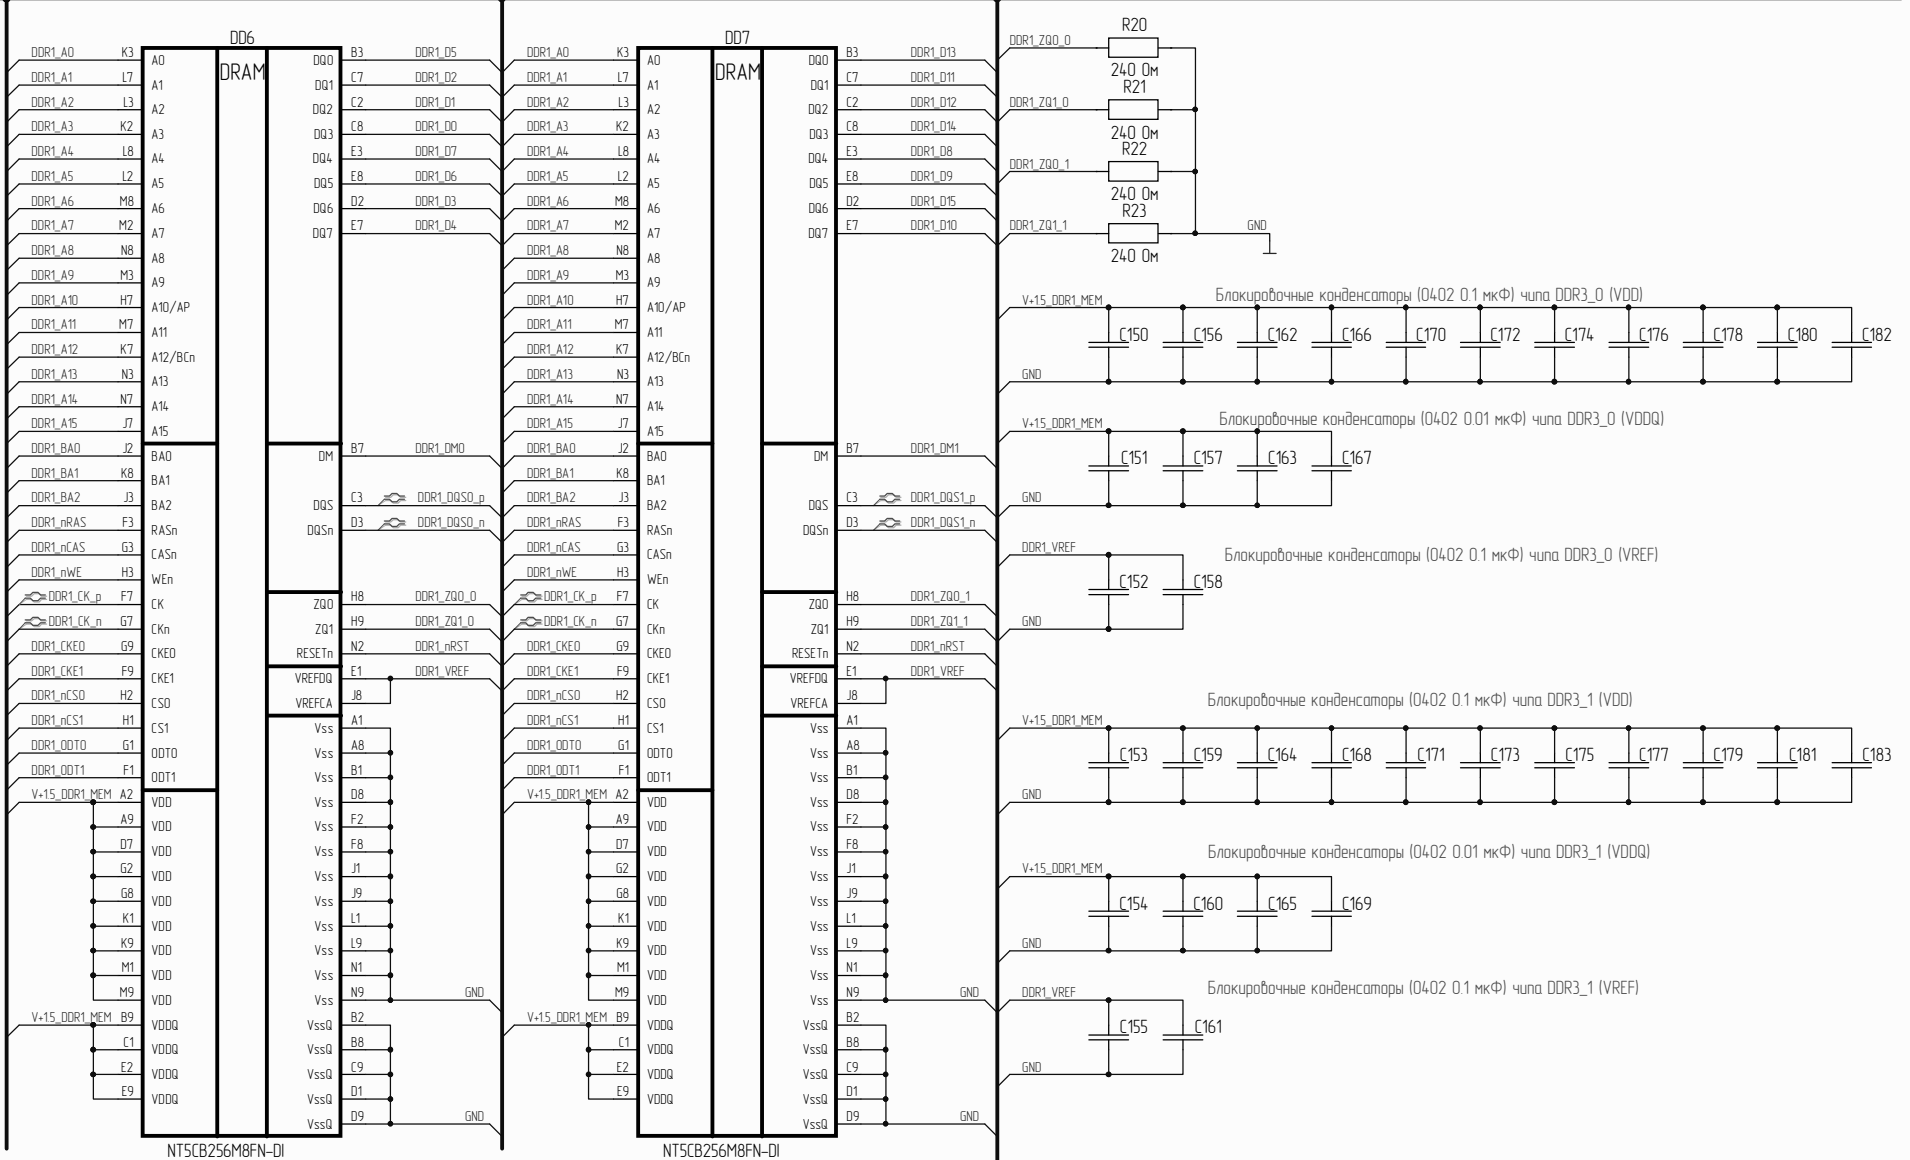 DD6
DRAM
DDR1_A0 K3 A0
DDR1_A1 L7 A1
DDR1_A2 L3 A2
DDR1_A3 K2 A3
DDR1_A4 L8 A4
DDR1_A5 L2 A5
DDR1_A6 M8 A6
DDR1_A7 M2 A7
DDR1_A8 N8 A8
DDR1_A9 M3 A9
DDR1_A10 H7 A10/AP
DDR1_A11 M7 A11
DDR1_A12 K7 A12/BCn
DDR1_A13 N3 A13
DDR1_A14 N7 A14
DDR1_A15 J7 A15
DDR1_BA0 J2 BA0
DDR1_BA1 K8 BA1
DDR1_BA2 J3 BA2
DDR1_nRAS F3 RASn
DDR1_nCAS G3 CASn
DDR1_nWE H3 WEn
DDR1_CK_p F7 CK
DDR1_CK_n G7 CKn
DDR1_CKE0 G9 CKE0
DDR1_CKE1 F9 CKE1
DDR1_nCS0 H2 CS0
DDR1_nCS1 H1 CS1
DDR1_ODT0 G1 ODT0
DDR1_ODT1 F1 ODT1
V+1.5_DDR1_MEM A2 VDD
A9 VDD
D7 VDD
G2 VDD
G8 VDD
K1 VDD
K9 VDD
M1 VDD
M9 VDD
V+1.5_DDR1_MEM B9 VDDQ
C1 VDDQ
E2 VDDQ
E9 VDDQ
DQ0 B3 DDR1_D5
DQ1 C7 DDR1_D2
DQ2 C2 DDR1_D1
DQ3 C8 DDR1_D0
DQ4 E3 DDR1_D7
DQ5 E8 DDR1_D6
DQ6 D2 DDR1_D3
DQ7 E7 DDR1_D4
DM B7 DDR1_DM0
DQS C3 DDR1_DQS0_p
DQSn D3 DDR1_DQS0_n
ZQ0 H8 DDR1_ZQ0_0
ZQ1 H9 DDR1_ZQ1_0
RESETn N2 DDR1_nRST
VREFDQ E1 DDR1_VREF
VREFCA J8
Vss A1
Vss A8
Vss B1
Vss D8
Vss F2
Vss F8
Vss J1
Vss J9
Vss L1
Vss L9
Vss N1
Vss N9 GND
VssQ B2
VssQ B8
VssQ C9
VssQ D1
VssQ D9 GND
NT5CB256M8FN-DI
DD7
DRAM
DDR1_A0 K3 A0
DDR1_A1 L7 A1
DDR1_A2 L3 A2
DDR1_A3 K2 A3
DDR1_A4 L8 A4
DDR1_A5 L2 A5
DDR1_A6 M8 A6
DDR1_A7 M2 A7
DDR1_A8 N8 A8
DDR1_A9 M3 A9
DDR1_A10 H7 A10/AP
DDR1_A11 M7 A11
DDR1_A12 K7 A12/BCn
DDR1_A13 N3 A13
DDR1_A14 N7 A14
DDR1_A15 J7 A15
DDR1_BA0 J2 BA0
DDR1_BA1 K8 BA1
DDR1_BA2 J3 BA2
DDR1_nRAS F3 RASn
DDR1_nCAS G3 CASn
DDR1_nWE H3 WEn
DDR1_CK_p F7 CK
DDR1_CK_n G7 CKn
DDR1_CKE0 G9 CKE0
DDR1_CKE1 F9 CKE1
DDR1_nCS0 H2 CS0
DDR1_nCS1 H1 CS1
DDR1_ODT0 G1 ODT0
DDR1_ODT1 F1 ODT1
V+1.5_DDR1_MEM A2 VDD
A9 VDD
D7 VDD
G2 VDD
G8 VDD
K1 VDD
K9 VDD
M1 VDD
M9 VDD
V+1.5_DDR1_MEM B9 VDDQ
C1 VDDQ
E2 VDDQ
E9 VDDQ
DQ0 B3 DDR1_D13
DQ1 C7 DDR1_D11
DQ2 C2 DDR1_D12
DQ3 C8 DDR1_D14
DQ4 E3 DDR1_D8
DQ5 E8 DDR1_D9
DQ6 D2 DDR1_D15
DQ7 E7 DDR1_D10
DM B7 DDR1_DM1
DQS C3 DDR1_DQS1_p
DQSn D3 DDR1_DQS1_n
ZQ0 H8 DDR1_ZQ0_1
ZQ1 H9 DDR1_ZQ1_1
RESETn N2 DDR1_nRST
VREFDQ E1 DDR1_VREF
VREFCA J8
Vss A1
Vss A8
Vss B1
Vss D8
Vss F2
Vss F8
Vss J1
Vss J9
Vss L1
Vss L9
Vss N1
Vss N9 GND
VssQ B2
VssQ B8
VssQ C9
VssQ D1
VssQ D9 GND
NT5CB256M8FN-DI
R20
DDR1_ZQ0_0
240 Ом
R21
DDR1_ZQ1_0
240 Ом
R22
DDR1_ZQ0_1
240 Ом
R23
DDR1_ZQ1_1 GND
240 Ом
Блокировочные конденсаторы (0402 0.1 мкФ) чипа DDR3_0 (VDD)
V+1.5_DDR1_MEM
C150 C156 C162 C166 C170 C172 C174 C176 C178 C180 C182
GND
Блокировочные конденсаторы (0402 0.01 мкФ) чипа DDR3_0 (VDDQ)
V+1.5_DDR1_MEM
C151 C157 C163 C167
GND
DDR1_VREF Блокировочные конденсаторы (0402 0.1 мкФ) чипа DDR3_0 (VREF)
C152 C158
GND
Блокировочные конденсаторы (0402 0.1 мкФ) чипа DDR3_1 (VDD)
V+1.5_DDR1_MEM
C153 C159 C164 C168 C171 C173 C175 C177 C179 C181 C183
GND
Блокировочные конденсаторы (0402 0.01 мкФ) чипа DDR3_1 (VDDQ)
V+1.5_DDR1_MEM
C154 C160 C165 C169
GND
DDR1_VREF Блокировочные конденсаторы (0402 0.1 мкФ) чипа DDR3_1 (VREF)
C155 C161
GND